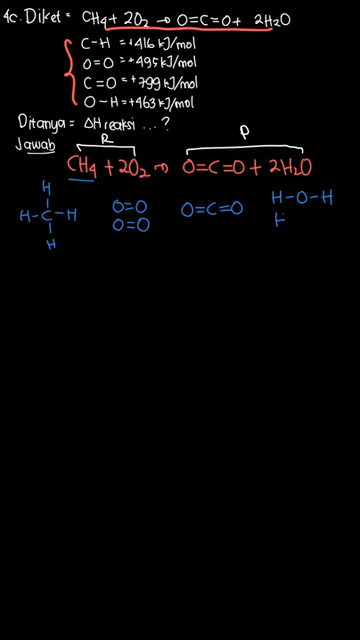 4c. Diket = CH4 + 2O2 → O=C=O + 2H2O
C-H = +416 kJ/mol
O=O = +495 kJ/mol
C=O = +799 kJ/mol
O-H = +463 kJ/mol
Ditanya = ΔH reaksi ... ?
Jawab
R P
CH4 + 2O2 → O=C=O + 2H2O
H
H-C-H O=O O=C=O H-O-H
H O=O H